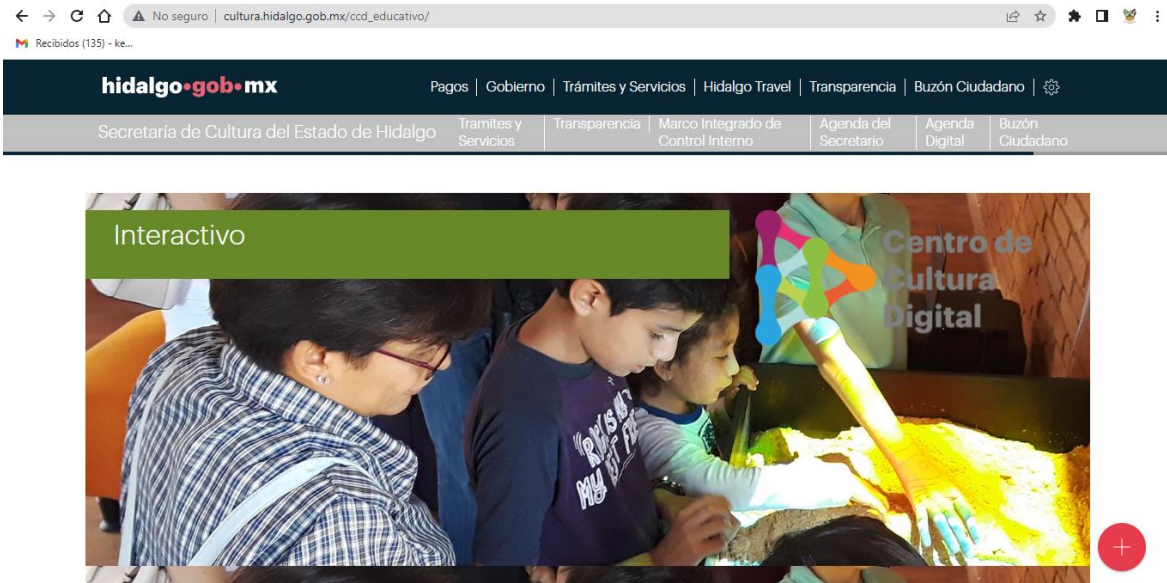 No seguro | cultura.hidalgo.gob.mx/ccd_educativo/
Recibidos (135) - ke...
hidalgo•gob•mx
Pagos | Gobierno | Trámites y Servicios | Hidalgo Travel | Transparencia | Buzón Ciudadano |
Secretaría de Cultura del Estado de Hidalgo
Tramites y
Servicios
Transparencia
Marco Integrado de
Control Interno
Agenda del
Secretario
Agenda
Digital
Buzón
Ciudadano
Interactivo
Centro de
Cultura
Digital
MY